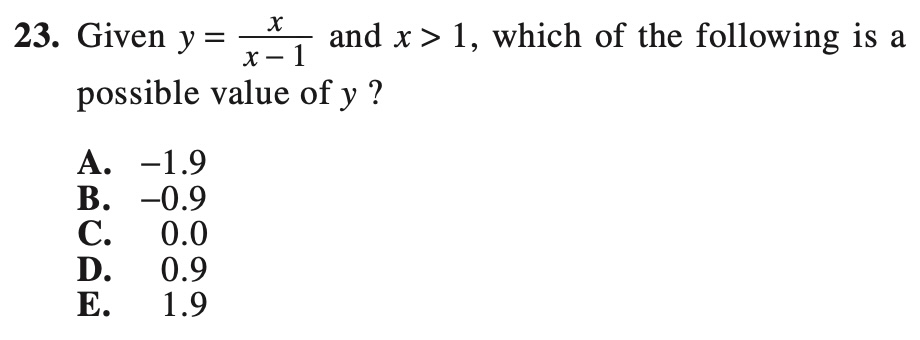 23. Given y = x / (x − 1) and x > 1, which of the following is a
possible value of y ?
A. −1.9
B. −0.9
C. 0.0
D. 0.9
E. 1.9